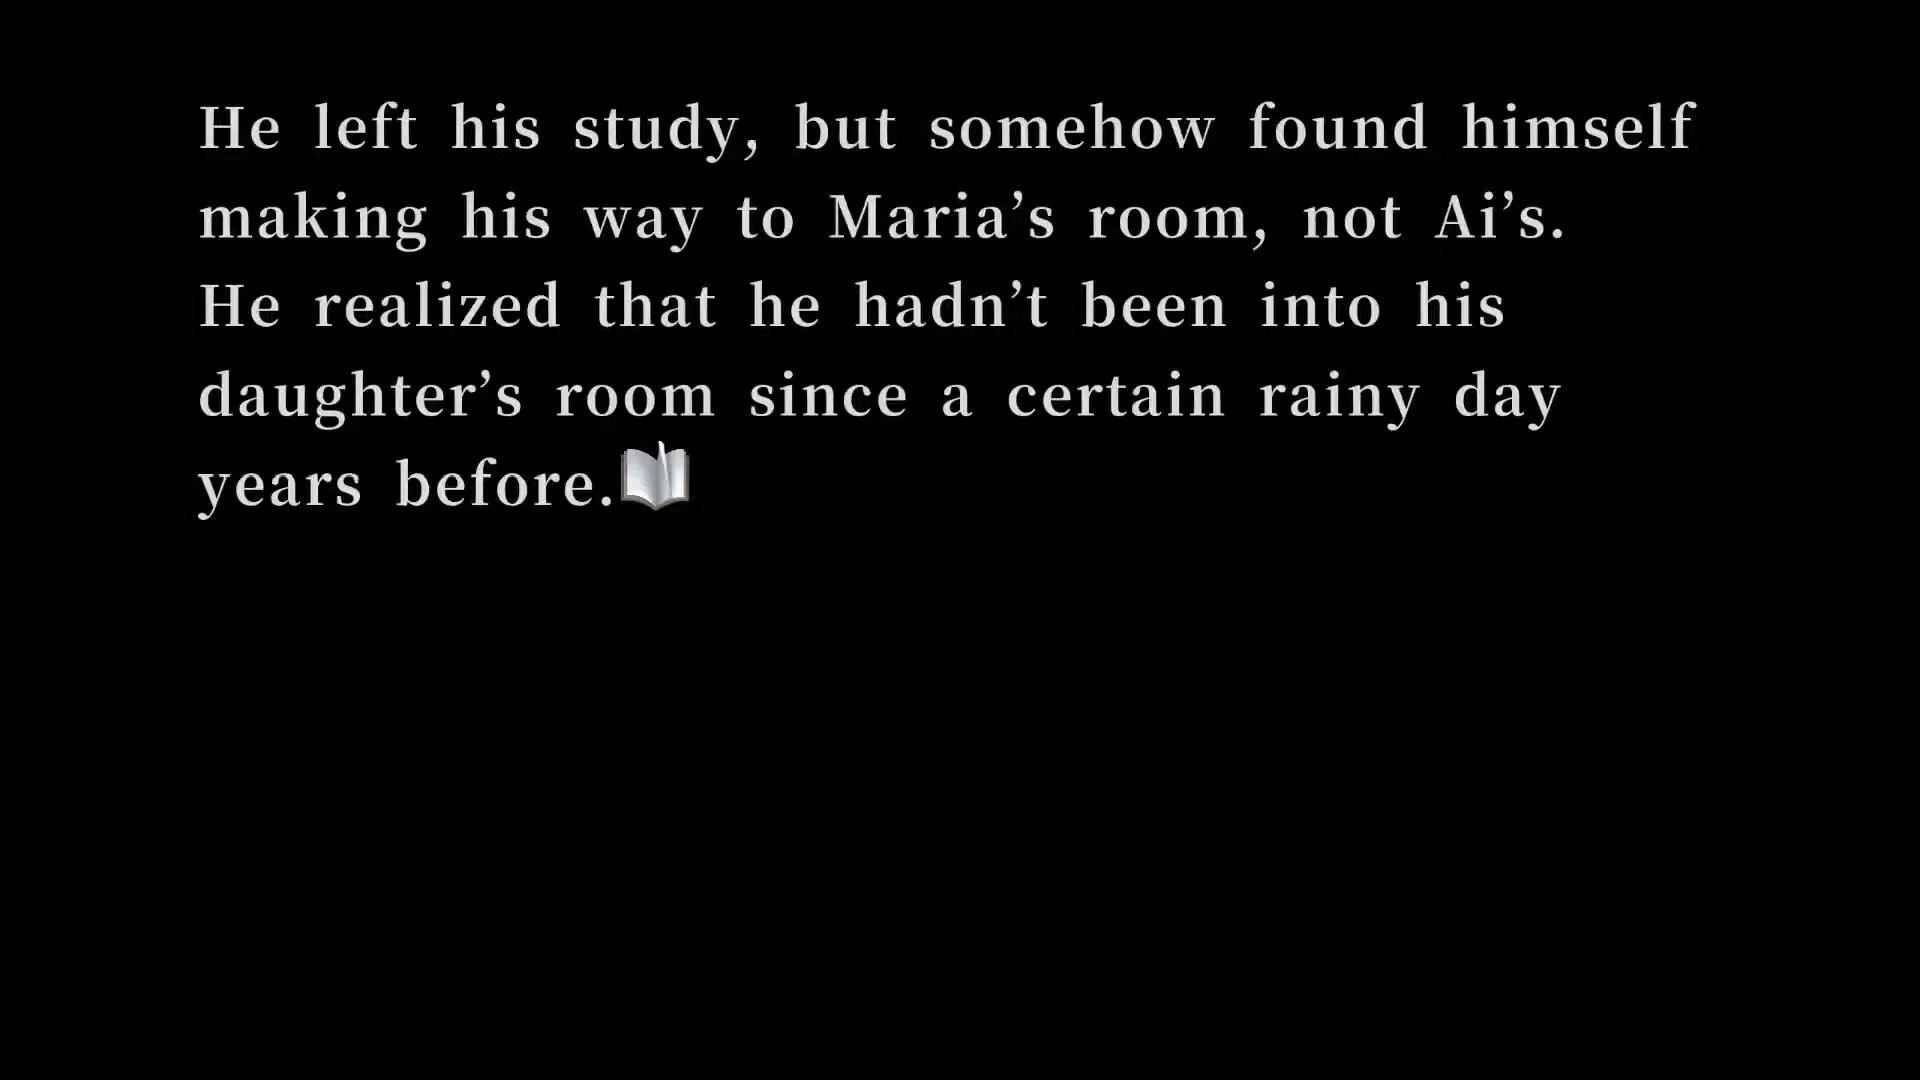 He left his study, but somehow found himself
making his way to Maria’s room, not Ai’s.
He realized that he hadn’t been into his
daughter’s room since a certain rainy day
years before.